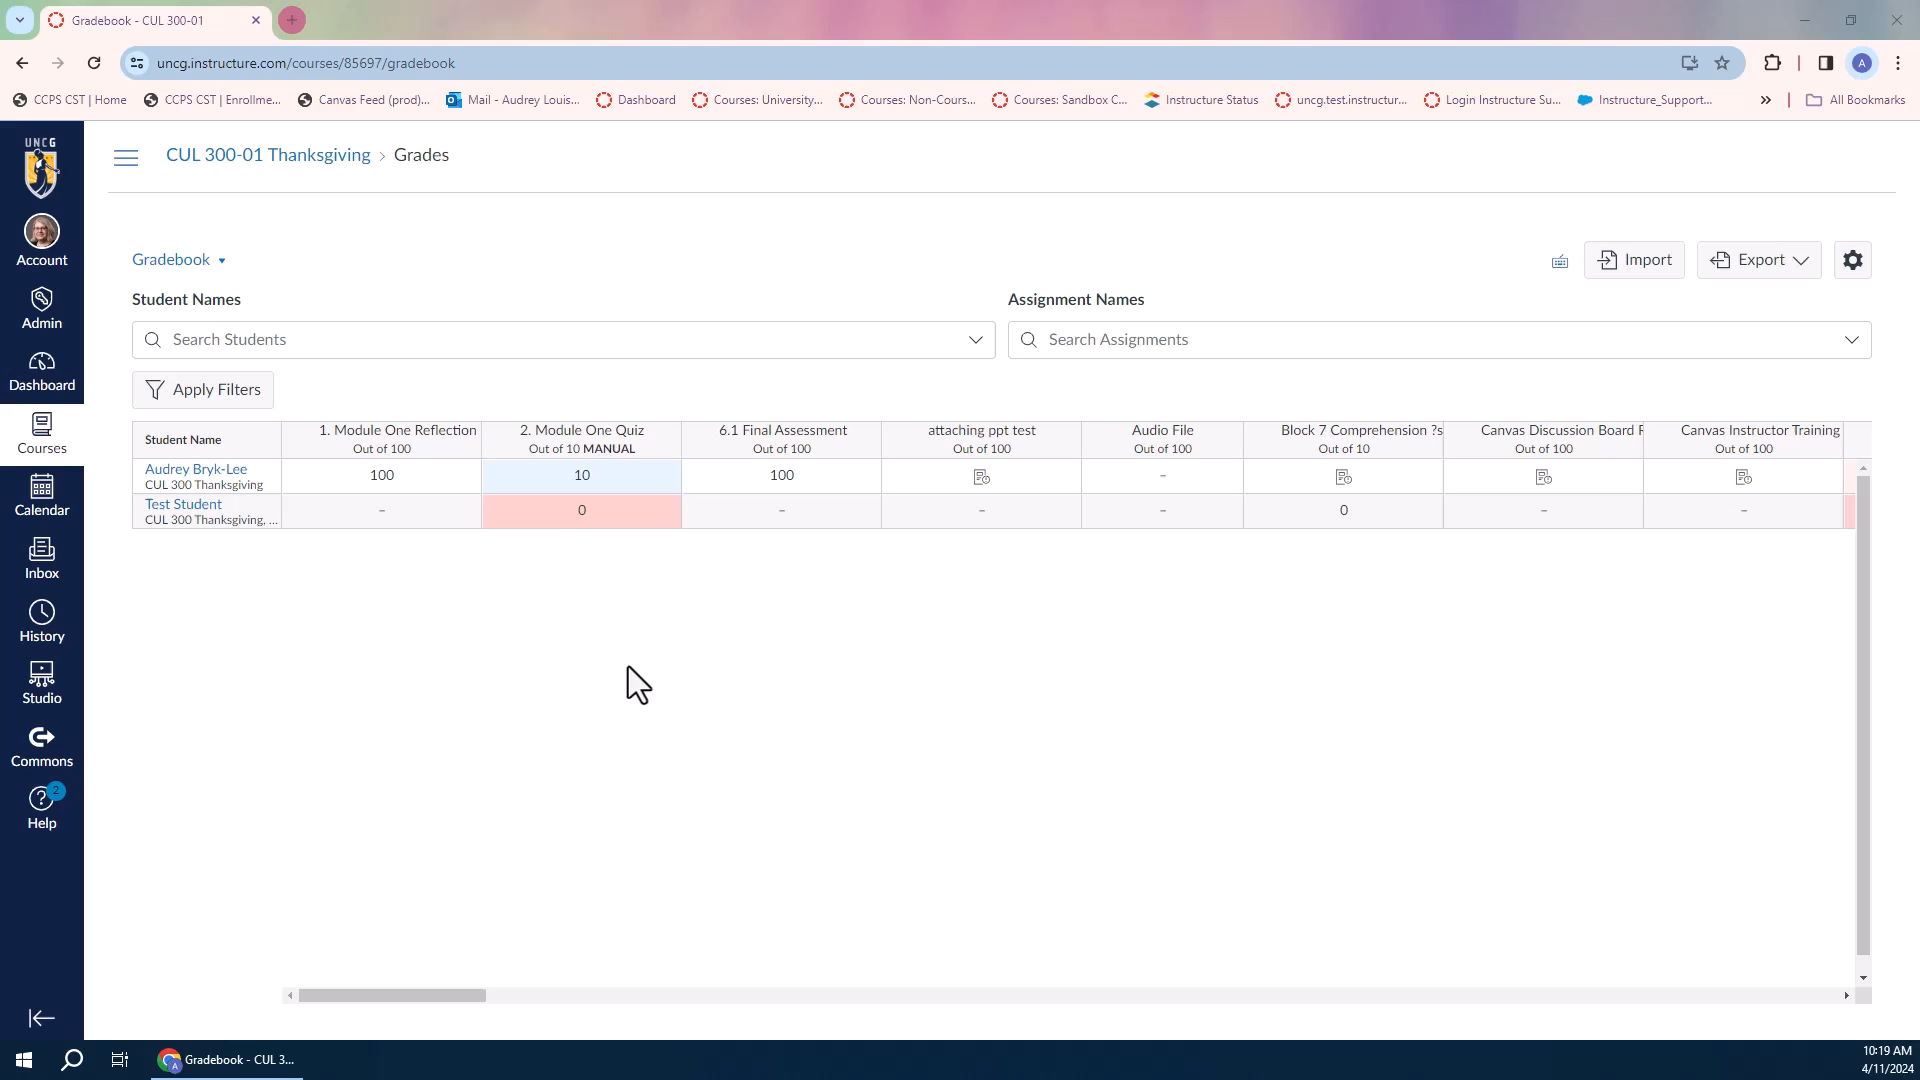 Gradebook - CUL 300-01
uncg.instructure.com/courses/85697/gradebook
A
CCPS CST | Home
CCPS CST | Enrollme...
Canvas Feed (prod)...
Mail - Audrey Louis...
Dashboard
Courses: University...
Courses: Non-Cours...
Courses: Sandbox C...
Instructure Status
uncg.test.instructur...
Login Instructure Su...
Instructure_Support...
All Bookmarks
UNCG
Account
Admin
Dashboard
Courses
Calendar
Inbox
History
Studio
Commons
2
Help
CUL 300-01 Thanksgiving > Grades
Gradebook
Import
Export
Student Names
Assignment Names
Search Students
Search Assignments
Apply Filters
Student Name
1. Module One Reflection
Out of 100
2. Module One Quiz
Out of 10 MANUAL
6.1 Final Assessment
Out of 100
attaching ppt test
Out of 100
Audio File
Out of 100
Block 7 Comprehension ?s
Out of 10
Canvas Discussion Board F
Out of 100
Canvas Instructor Training
Out of 100
Audrey Bryk-Lee
CUL 300 Thanksgiving
100
10
100
–
Test Student
CUL 300 Thanksgiving, ...
–
0
–
–
–
0
–
–
Gradebook - CUL 3...
10:19 AM
4/11/2024